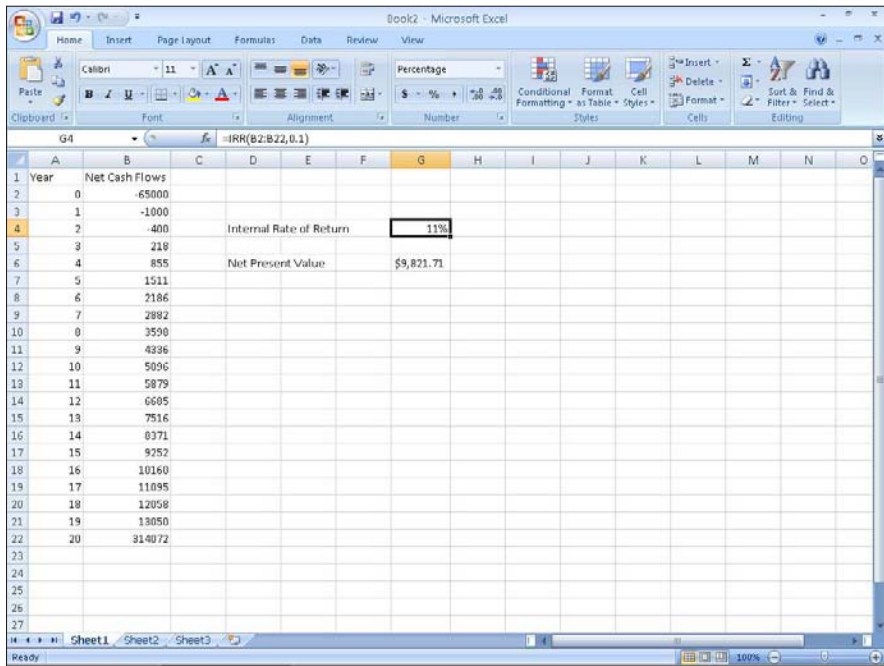 Book2 - Microsoft Excel
Home Insert Page Layout Formulas Data Review View
Paste
Calibri 11
Percentage
Conditional Formatting Format as Table Cell Styles
Insert
Delete
Format
Sort & Filter Find & Select
Clipboard Font Alignment Number Styles Cells Editing
G4 fx =IRR(B2:B22,0.1)
A B C D E F G H I J K L M N O
1 Year Net Cash Flows
2 0 -65000
3 1 -1000
4 2 -400 Internal Rate of Return 11%
5 3 218
6 4 855 Net Present Value $9,821.71
7 5 1511
8 6 2186
9 7 2882
10 8 3598
11 9 4336
12 10 5096
13 11 5879
14 12 6685
15 13 7516
16 14 8371
17 15 9252
18 16 10160
19 17 11095
20 18 12058
21 19 13050
22 20 314072
23
24
25
26
27
Sheet1 Sheet2 Sheet3
Ready 100%